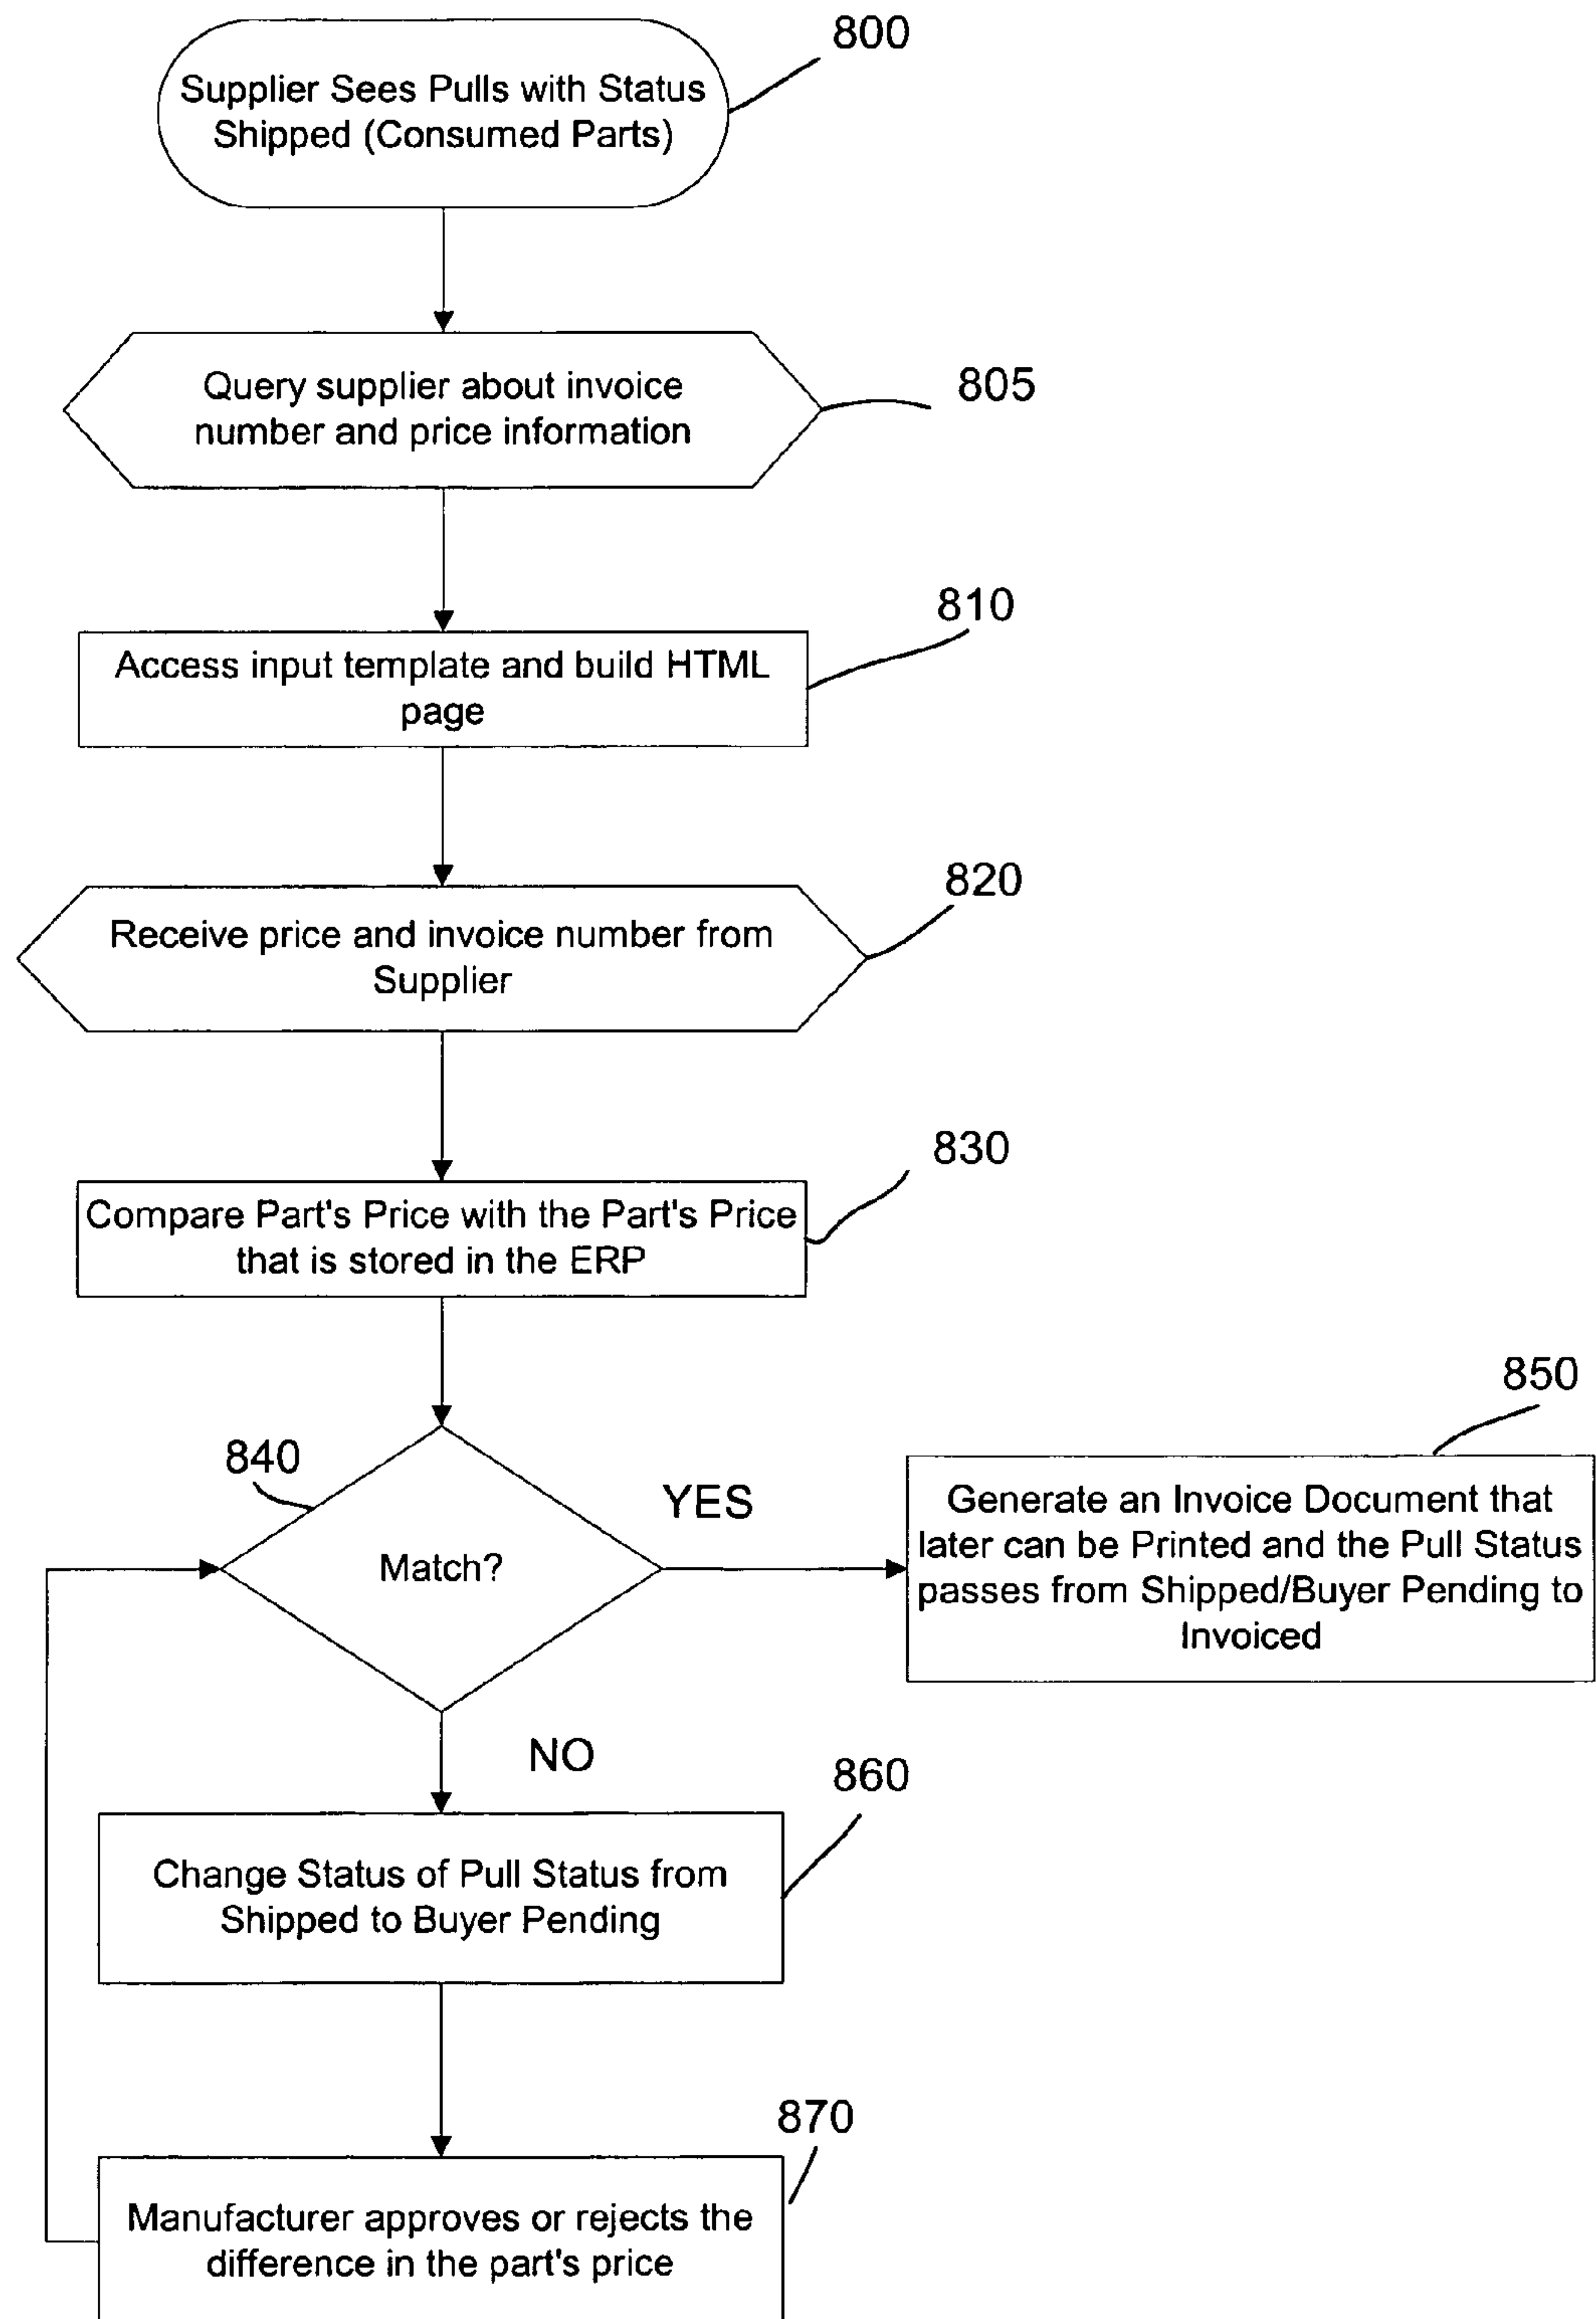 800
Supplier Sees Pulls with Status
Shipped (Consumed Parts)
805
Query supplier about invoice
number and price information
810
Access input template and build HTML
page
820
Receive price and invoice number from
Supplier
830
Compare Part's Price with the Part's Price
that is stored in the ERP
840
Match?
YES
850
Generate an Invoice Document that
later can be Printed and the Pull Status
passes from Shipped/Buyer Pending to
Invoiced
NO
860
Change Status of Pull Status from
Shipped to Buyer Pending
870
Manufacturer approves or rejects the
difference in the part's price